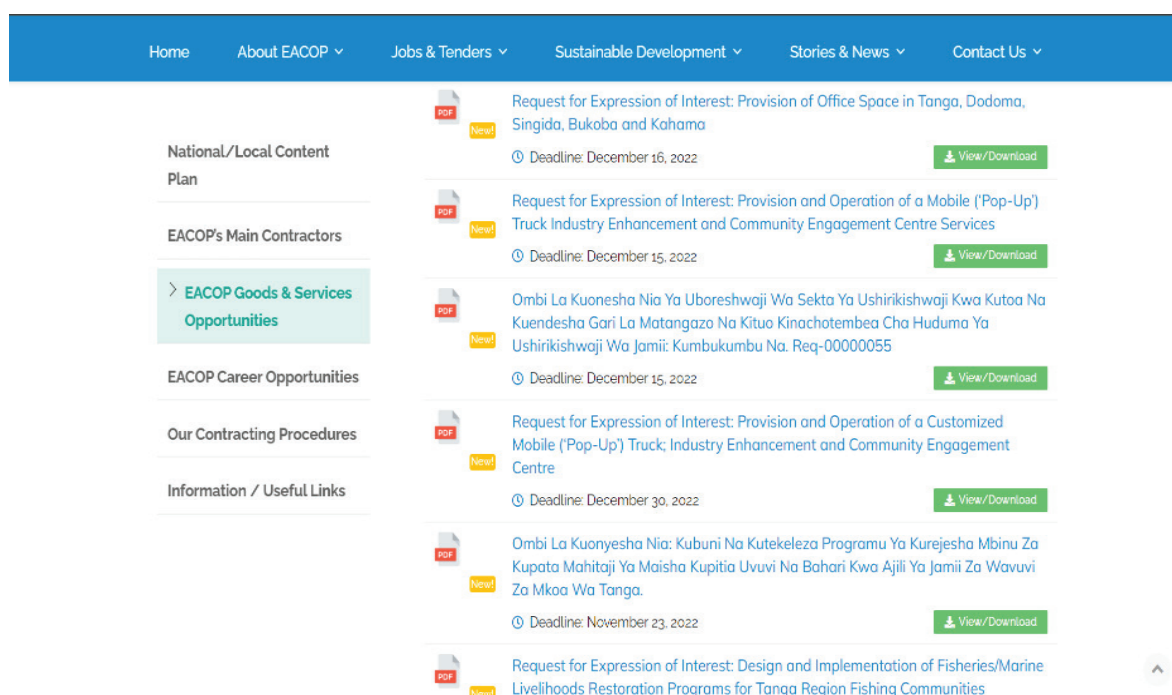 Home About EACOP Jobs & Tenders Sustainable Development Stories & News Contact Us
National/Local Content
Plan
EACOP's Main Contractors
EACOP Goods & Services
Opportunities
EACOP Career Opportunities
Our Contracting Procedures
Information / Useful Links
PDF
New!
Request for Expression of Interest: Provision of Office Space in Tanga, Dodoma,
Singida, Bukoba and Kahama
Deadline: December 16, 2022
View/Download
PDF
New!
Request for Expression of Interest: Provision and Operation of a Mobile ('Pop-Up')
Truck Industry Enhancement and Community Engagement Centre Services
Deadline: December 15, 2022
View/Download
PDF
New!
Ombi La Kuonesha Nia Ya Uboreshwaji Wa Sekta Ya Ushirikishwaji Kwa Kutoa Na
Kuendesha Gari La Matangazo Na Kituo Kinachotembea Cha Huduma Ya
Ushirikishwaji Wa Jamii: Kumbukumbu Na. Req-00000055
Deadline: December 15, 2022
View/Download
PDF
New!
Request for Expression of Interest: Provision and Operation of a Customized
Mobile ('Pop-Up') Truck; Industry Enhancement and Community Engagement
Centre
Deadline: December 30, 2022
View/Download
PDF
New!
Ombi La Kuonyesha Nia: Kubuni Na Kutekeleza Programu Ya Kurejesha Mbinu Za
Kupata Mahitaji Ya Maisha Kupitia Uvuvi Na Bahari Kwa Ajili Ya Jamii Za Wavuvi
Za Mkoa Wa Tanga.
Deadline: November 23, 2022
View/Download
PDF
New!
Request for Expression of Interest: Design and Implementation of Fisheries/Marine
Livelihoods Restoration Programs for Tanga Region Fishing Communities